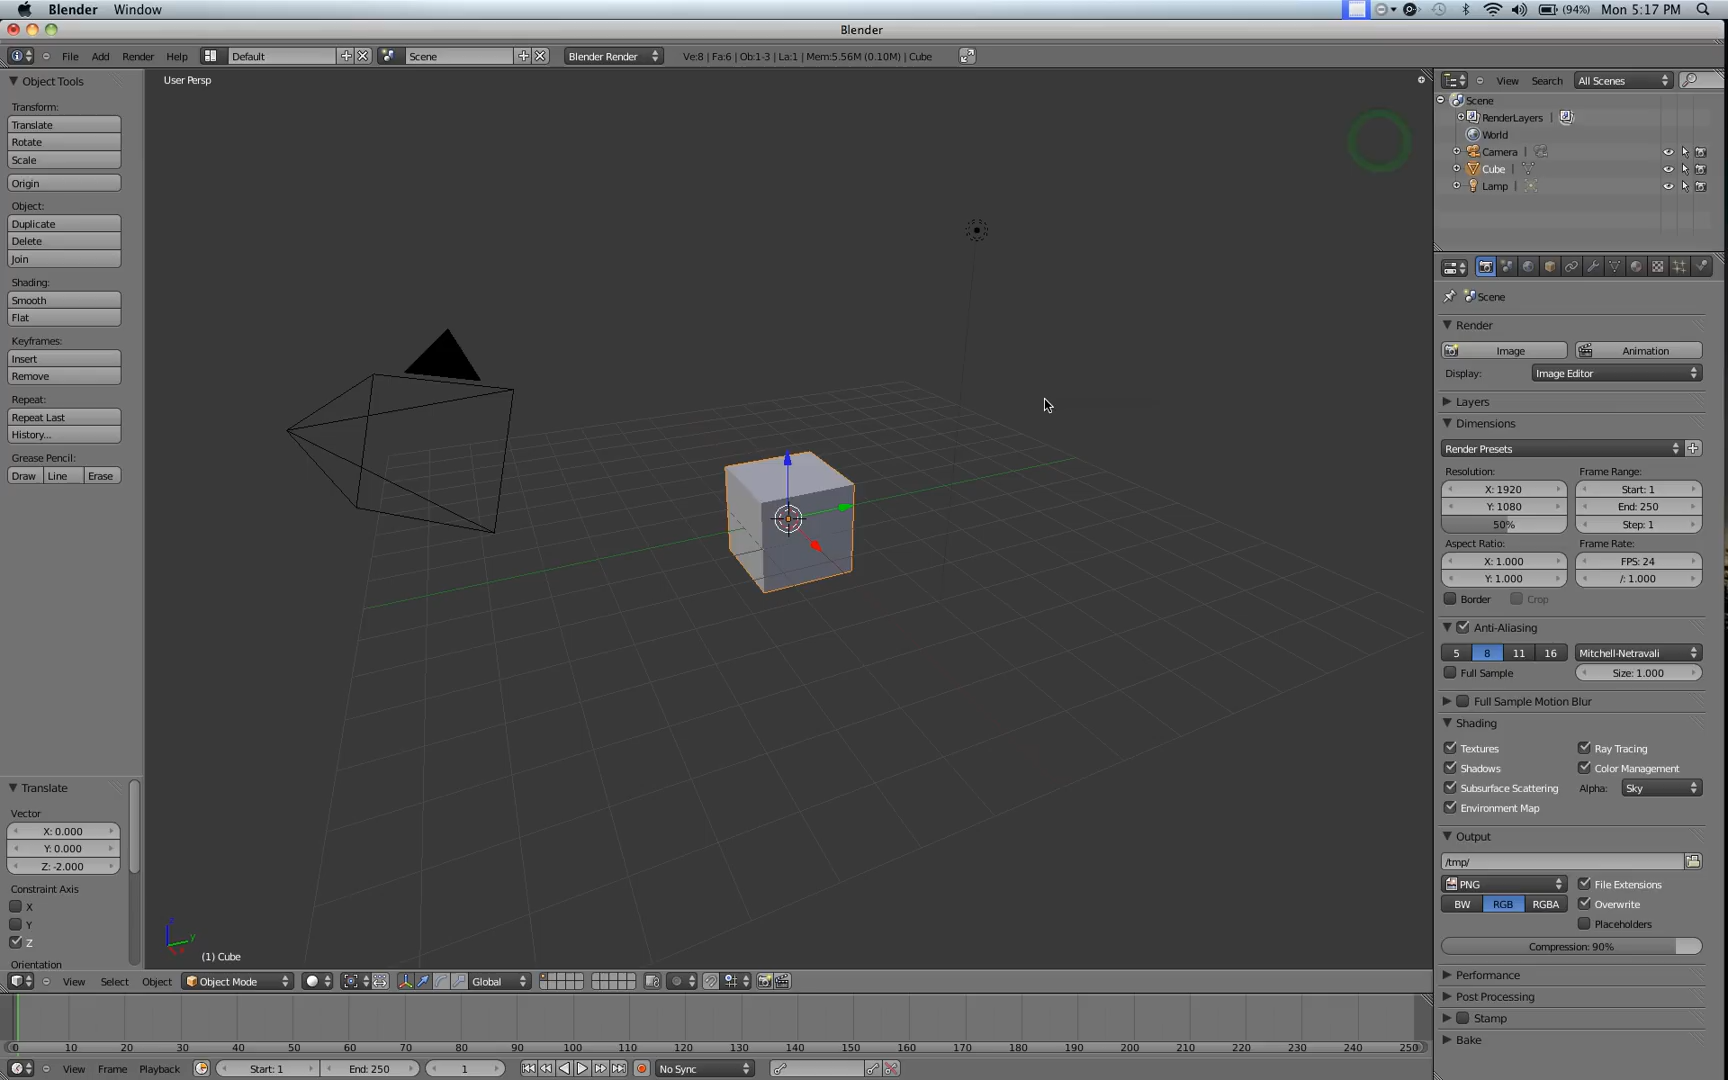 Blender Window
(94%) Mon 5:17 PM
Blender
File Add Render Help Default Scene Blender Render Ve:8 | Fa:6 | Ob:1-3 | La:1 | Mem:5.56M (0.10M) | Cube
View Search All Scenes
Object Tools
Transform:
Translate
Rotate
Scale
Origin
Object:
Duplicate
Delete
Join
Shading:
Smooth
Flat
Keyframes:
Insert
Remove
Repeat:
Repeat Last
History...
Grease Pencil:
Draw Line Erase
Translate
Vector
X: 0.000
Y: 0.000
Z: -2.000
Constraint Axis
X
Y
Z
Orientation
User Persp
z
y
(1) Cube
Scene
RenderLayers |
World
Camera |
Cube |
Lamp |
Scene
Render
Image Animation
Display: Image Editor
Layers
Dimensions
Render Presets
Resolution: Frame Range:
X: 1920 Start: 1
Y: 1080 End: 250
50% Step: 1
Aspect Ratio: Frame Rate:
X: 1.000 FPS: 24
Y: 1.000 /: 1.000
Border Crop
Anti-Aliasing
5 8 11 16 Mitchell-Netravali
Full Sample Size: 1.000
Full Sample Motion Blur
Shading
Textures Ray Tracing
Shadows Color Management
Subsurface Scattering Alpha: Sky
Environment Map
Output
/tmp/
PNG File Extensions
BW RGB RGBA Overwrite
Placeholders
Compression: 90%
Performance
Post Processing
Stamp
Bake
View Select Object Object Mode Global
0 10 20 30 40 50 60 70 80 90 100 110 120 130 140 150 160 170 180 190 200 210 220 230 240 250
View Frame Playback Start: 1 End: 250 1 No Sync